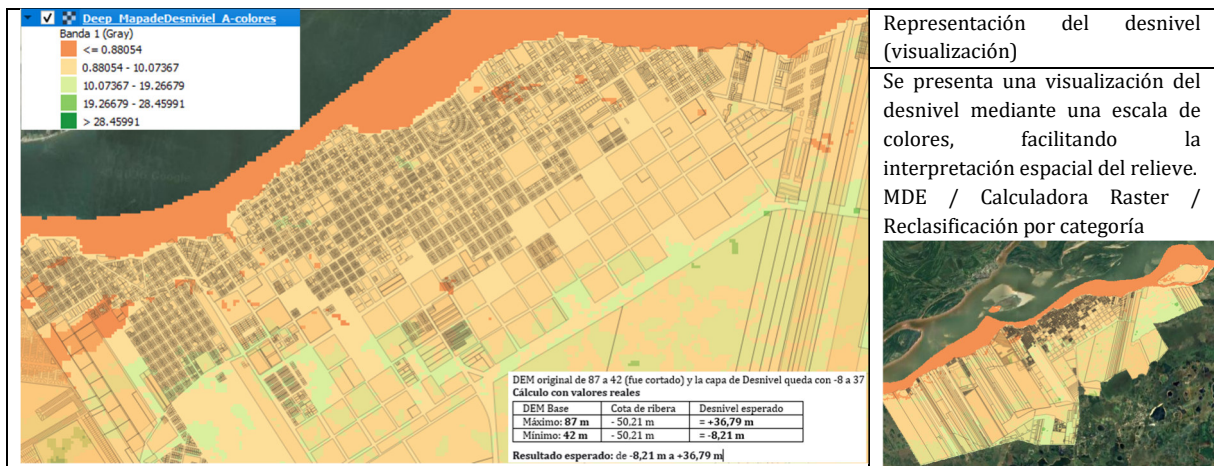 Deep_MapadeDesniviel_A-colores
Banda 1 (Gray)
<= 0.88054
0.88054 - 10.07367
10.07367 - 19.26679
19.26679 - 28.45991
> 28.45991
DEM original de 87 a 42 (fue cortado) y la capa de Desnivel queda con -8 a 37
Cálculo con valores reales
DEM Base Cota de ribera Desnivel esperado
Máximo: 87 m - 50.21 m = +36,79 m
Mínimo: 42 m - 50.21 m = -8,21 m
Resultado esperado: de -8,21 m a +36,79 m
Representación del desnivel
(visualización)
Se presenta una visualización del
desnivel mediante una escala de
colores, facilitando la
interpretación espacial del relieve.
MDE / Calculadora Raster /
Reclasificación por categoría